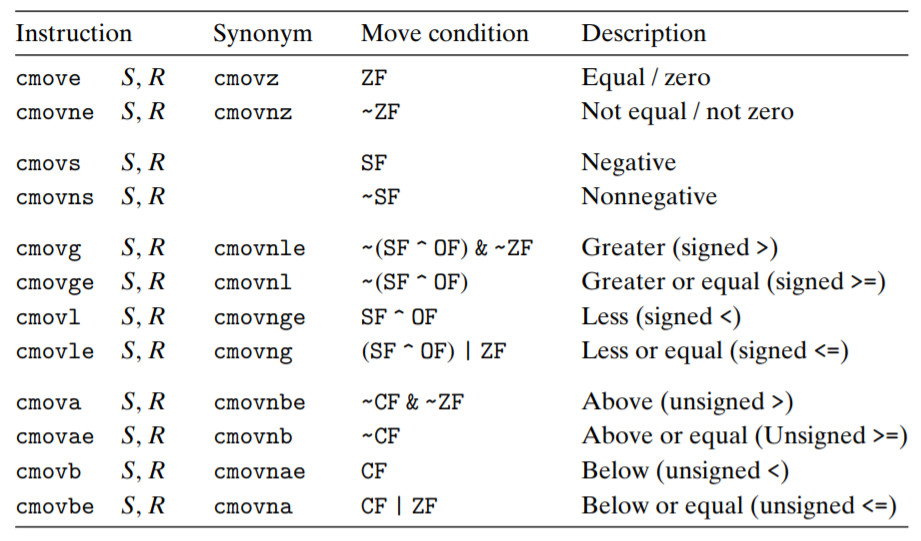 Instruction Synonym Move condition Description
cmove S, R cmovz ZF Equal / zero
cmovne S, R cmovnz ~ZF Not equal / not zero
cmovs S, R SF Negative
cmovns S, R ~SF Nonnegative
cmovg S, R cmovnle ~(SF ^ OF) & ~ZF Greater (signed >)
cmovge S, R cmovnl ~(SF ^ OF) Greater or equal (signed >=)
cmovl S, R cmovnge SF ^ OF Less (signed <)
cmovle S, R cmovng (SF ^ OF) | ZF Less or equal (signed <=)
cmova S, R cmovnbe ~CF & ~ZF Above (unsigned >)
cmovae S, R cmovnb ~CF Above or equal (Unsigned >=)
cmovb S, R cmovnae CF Below (unsigned <)
cmovbe S, R cmovna CF | ZF Below or equal (unsigned <=)